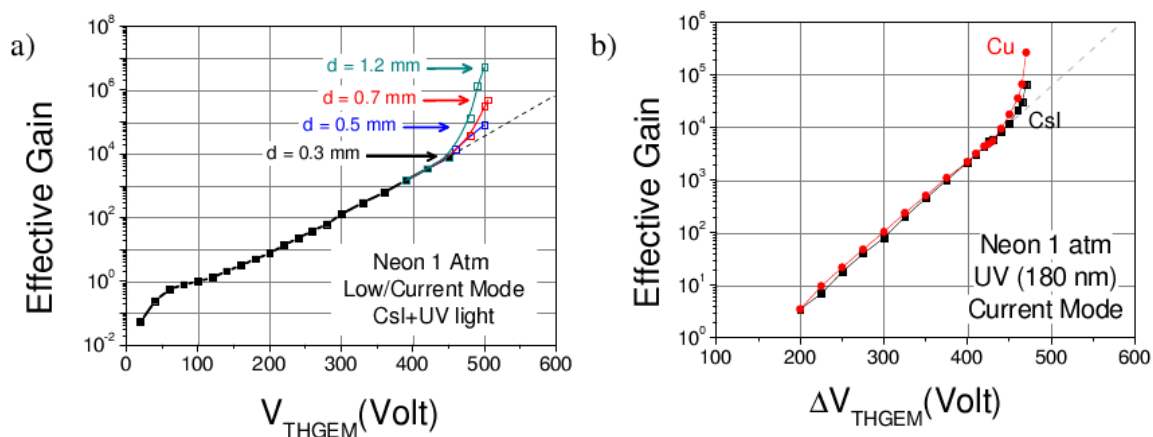 a)
Effective Gain
10^8
10^6
10^4
10^2
10^0
10^-2
d = 1.2 mm
d = 0.7 mm
d = 0.5 mm
d = 0.3 mm
Neon 1 Atm
Low/Current Mode
CsI+UV light
0 100 200 300 400 500 600
V_THGEM(Volt)
b)
Effective Gain
10^6
10^5
10^4
10^3
10^2
10^1
10^0
Cu
CsI
Neon 1 atm
UV (180 nm)
Current Mode
100 200 300 400 500 600
ΔV_THGEM(Volt)